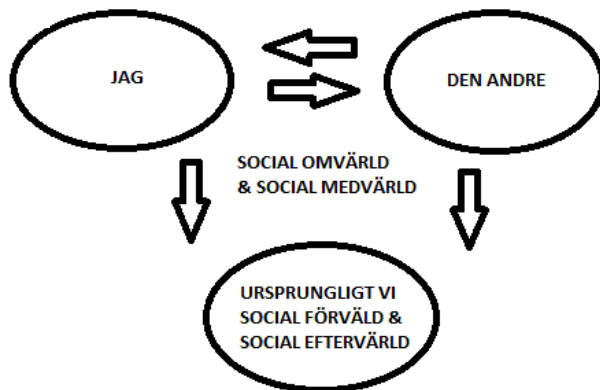 JAG
DEN ANDRE
SOCIAL OMVÄRLD
& SOCIAL MEDVÄRLD
URSPRUNGLIGT VI
SOCIAL FÖRVÄLD &
SOCIAL EFTERVÄRLD